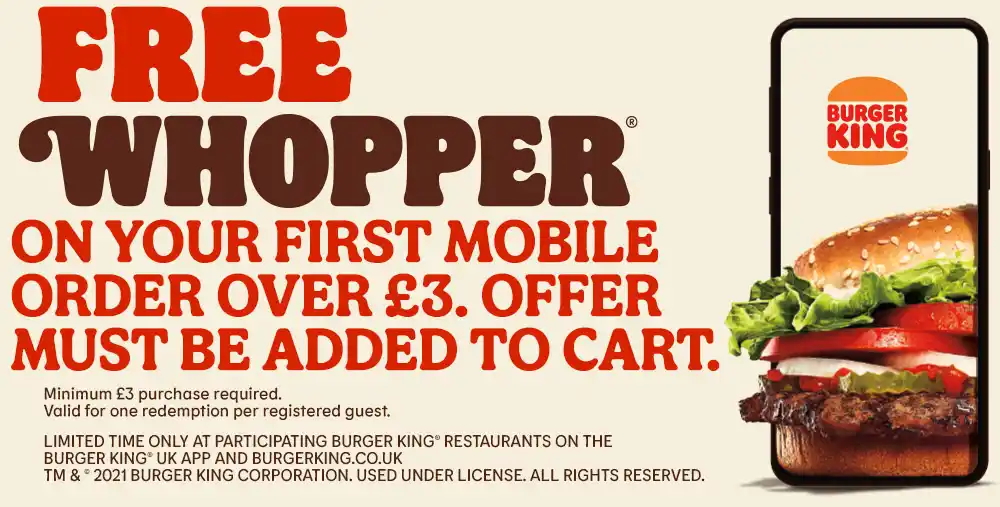 FREE
WHOPPER®
ON YOUR FIRST MOBILE
ORDER OVER £3. OFFER
MUST BE ADDED TO CART.
Minimum £3 purchase required.
Valid for one redemption per registered guest.
LIMITED TIME ONLY AT PARTICIPATING BURGER KING® RESTAURANTS ON THE
BURGER KING® UK APP AND BURGERKING.CO.UK
TM & © 2021 BURGER KING CORPORATION. USED UNDER LICENSE. ALL RIGHTS RESERVED.
BURGER
KING